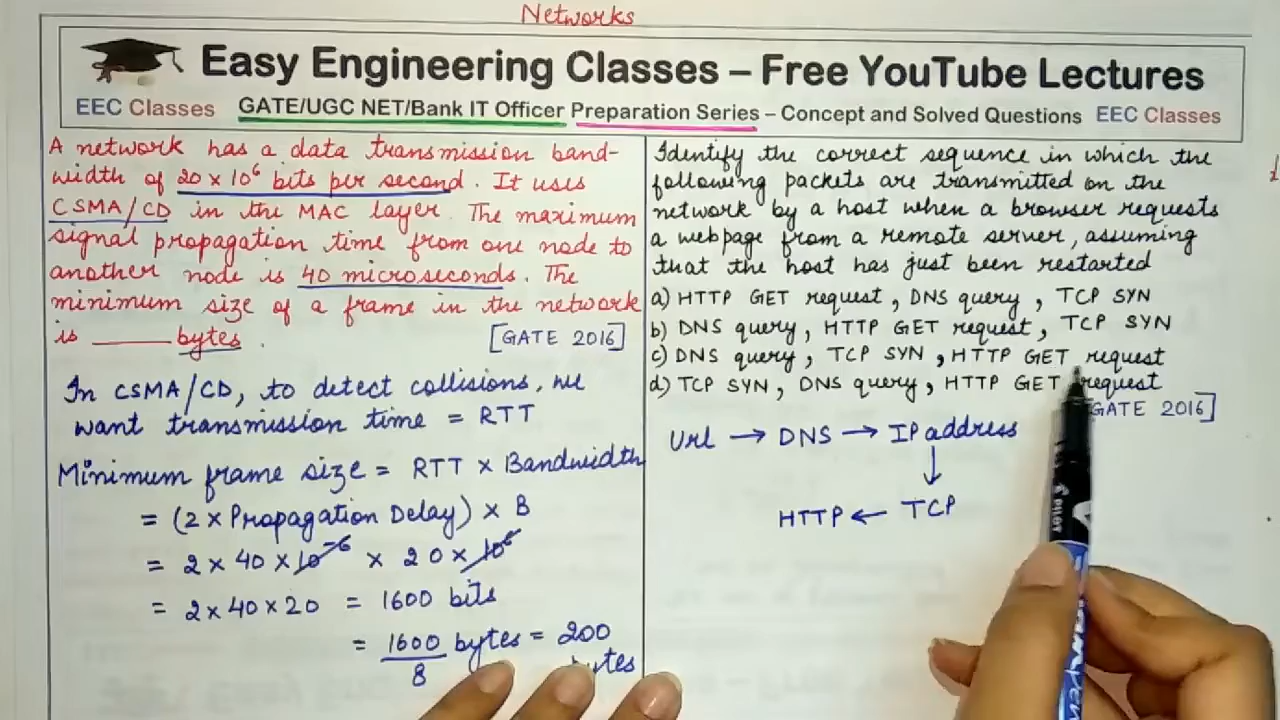 Networks
Easy Engineering Classes – Free YouTube Lectures
EEC Classes GATE/UGC NET/Bank IT Officer Preparation Series – Concept and Solved Questions EEC Classes
A network has a data transmission band-
width of 20 × 10⁶ bits per second. It uses
CSMA/CD in the MAC layer. The maximum
signal propagation time from one node to
another node is 40 microseconds. The
minimum size of a frame in the network
is ____ bytes.
[GATE 2016]
In CSMA/CD, to detect collisions, we
want transmission time = RTT
Minimum frame size = RTT × Bandwidth
= (2 × Propagation Delay) × B
= 2 × 40 × 10⁻⁶ × 20 × 10⁶
= 2 × 40 × 20 = 1600 bits
= 1600/8 bytes = 200
Identify the correct sequence in which the
following packets are transmitted on the
network by a host when a browser requests
a webpage from a remote server, assuming
that the host has just been restarted
a) HTTP GET request, DNS query, TCP SYN
b) DNS query, HTTP GET request, TCP SYN
c) DNS query, TCP SYN, HTTP GET request
d) TCP SYN, DNS query, HTTP GET request
GATE 2016]
Url → DNS → IP address
↓
HTTP ← TCP